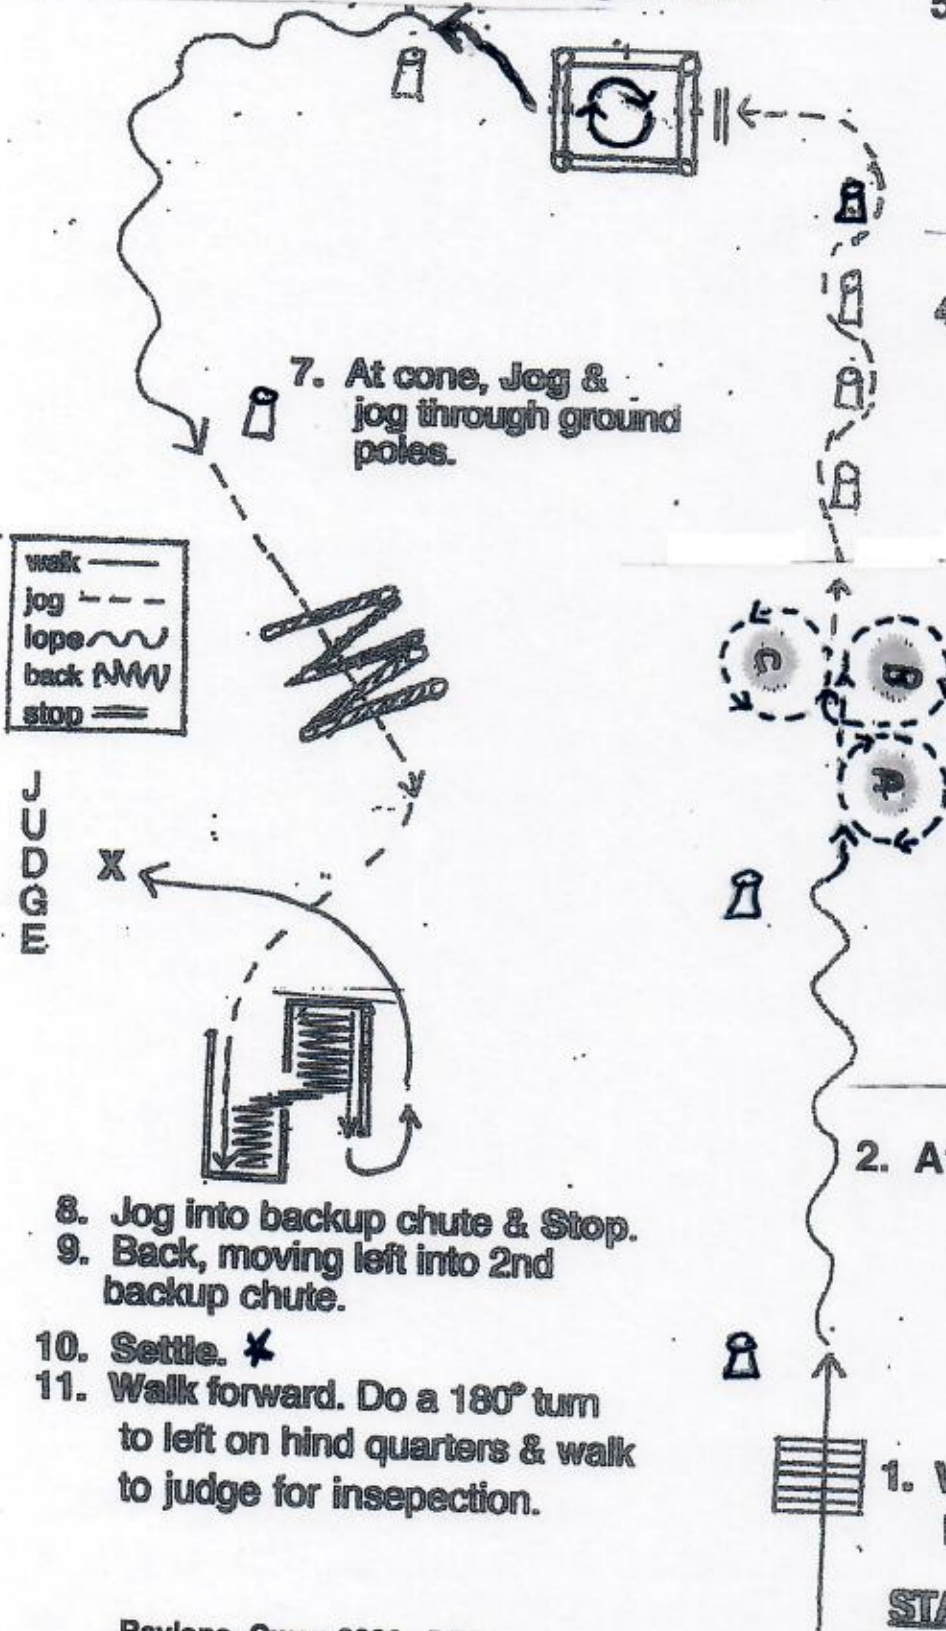 7. At cone, Jog &
jog through ground
poles.
walk
jog
lope
back
stop
C
B
A
JUDGE
X
2. A
8. Jog into backup chute & Stop.
9. Back, moving left into 2nd
backup chute.
10. Settle.
11. Walk forward. Do a 180° turn
to left on hind quarters & walk
to judge for insepection.
1.
STA